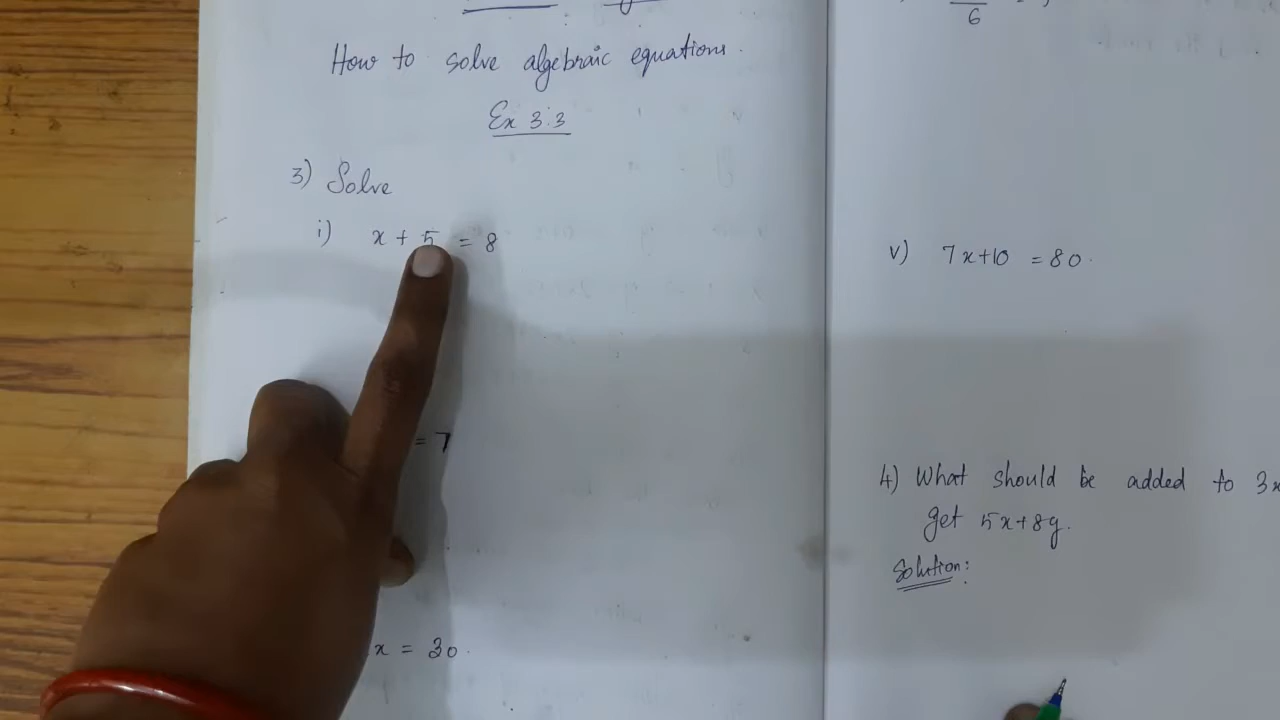 How to solve algebraic equations.
Ex 3.3
3) Solve
i) x + 5 = 8
= 7
x = 30.
6
v) 7x+10 = 80.
4) What should be added to 3x
get 5x+8y.
Solution: